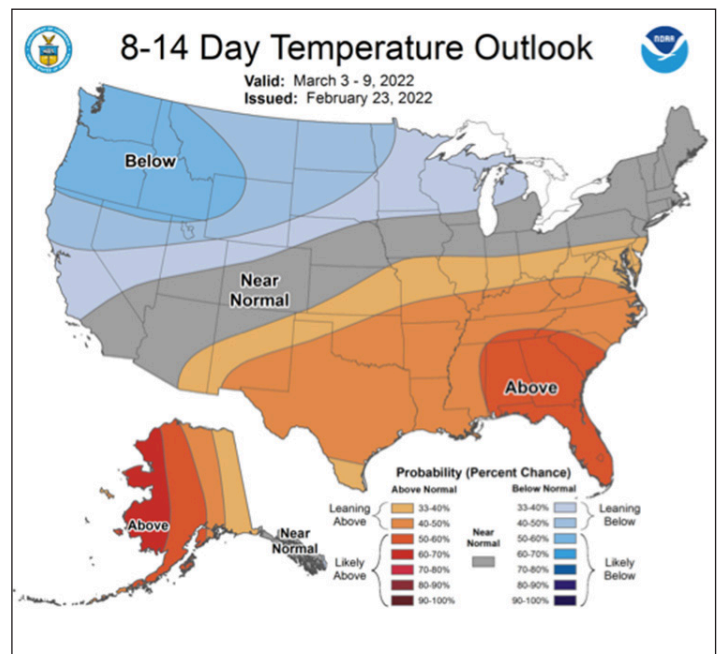 8-14 Day Temperature Outlook
NOAA
Valid: March 3 - 9, 2022
Issued: February 23, 2022
Below
Near
Normal
Above
Above
Near
Normal
Probability (Percent Chance)
Above Normal
Below Normal
Leaning
Above
33-40%
40-50%
50-60%
60-70%
70-80%
80-90%
90-100%
Likely
Above
Near
Normal
33-40%
40-50%
50-60%
60-70%
70-80%
80-90%
90-100%
Leaning
Below
Likely
Below